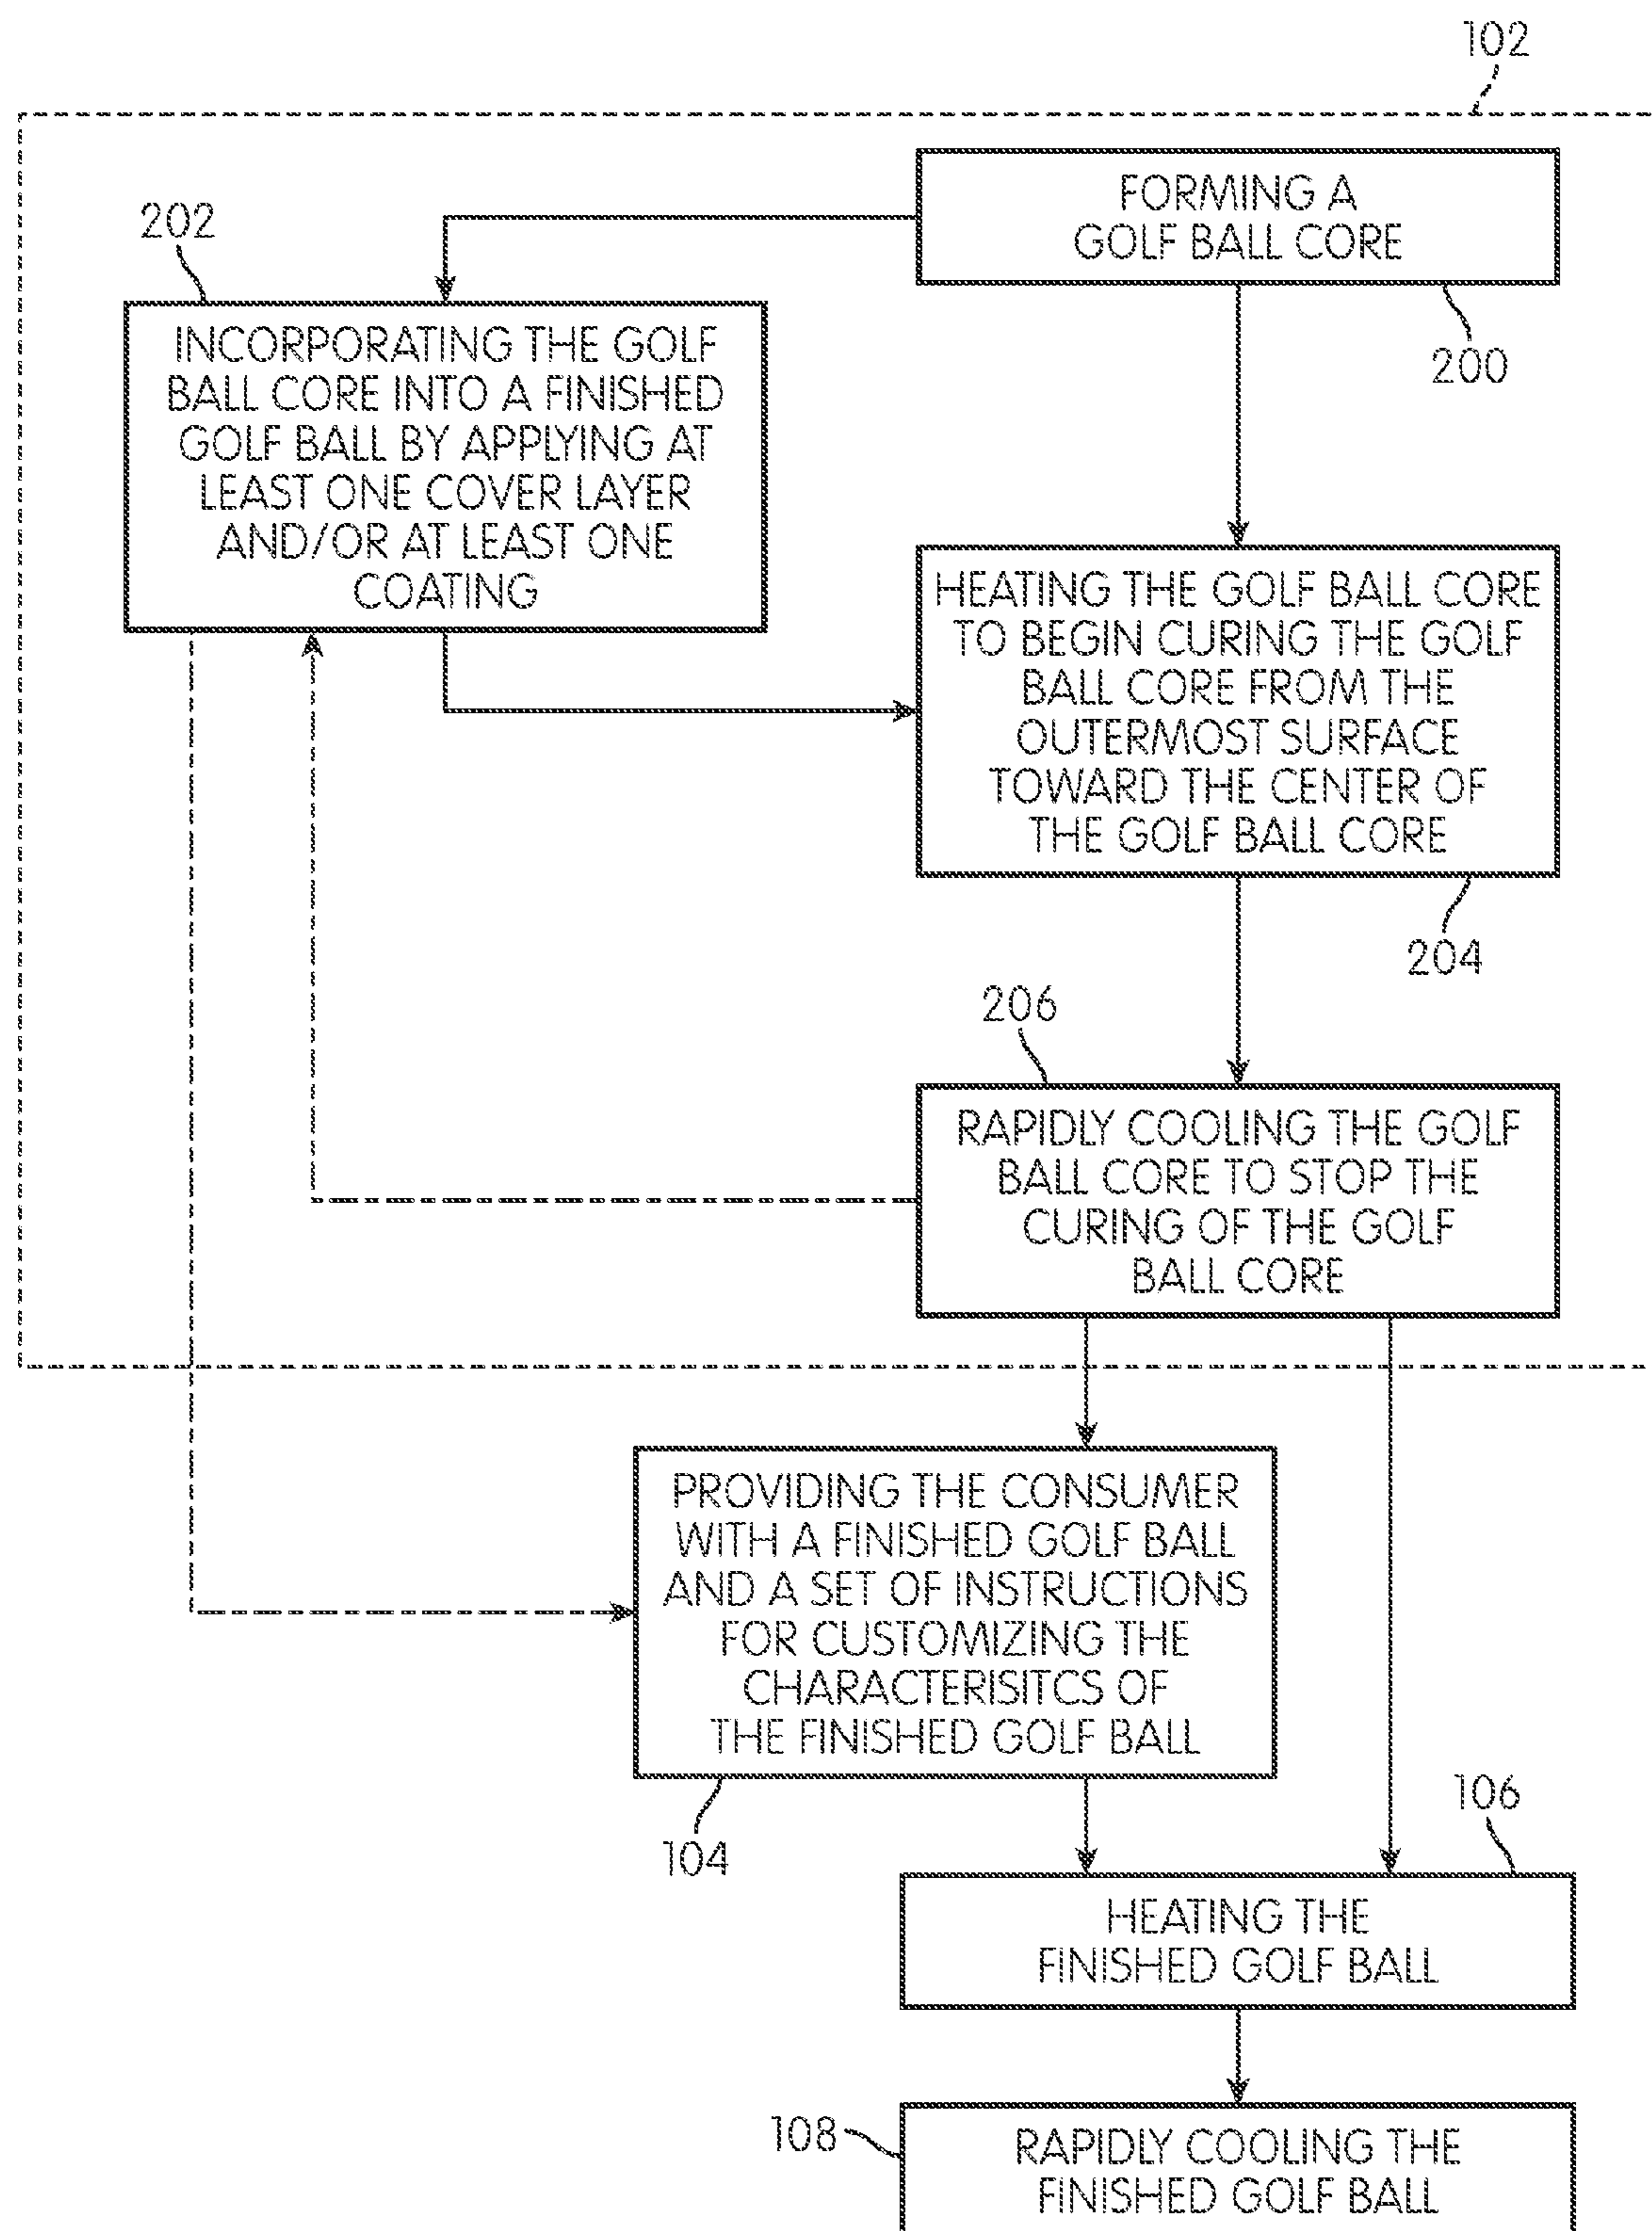 102
FORMING A
GOLF BALL CORE
200
202
INCORPORATING THE GOLF
BALL CORE INTO A FINISHED
GOLF BALL BY APPLYING AT
LEAST ONE COVER LAYER
AND/OR AT LEAST ONE
COATING
HEATING THE GOLF BALL CORE
TO BEGIN CURING THE GOLF
BALL CORE FROM THE
OUTERMOST SURFACE
TOWARD THE CENTER OF
THE GOLF BALL CORE
204
206
RAPIDLY COOLING THE GOLF
BALL CORE TO STOP THE
CURING OF THE GOLF
BALL CORE
PROVIDING THE CONSUMER
WITH A FINISHED GOLF BALL
AND A SET OF INSTRUCTIONS
FOR CUSTOMIZING THE
CHARACTERISITCS OF
THE FINISHED GOLF BALL
104
106
HEATING THE
FINISHED GOLF BALL
108
RAPIDLY COOLING THE
FINISHED GOLF BALL